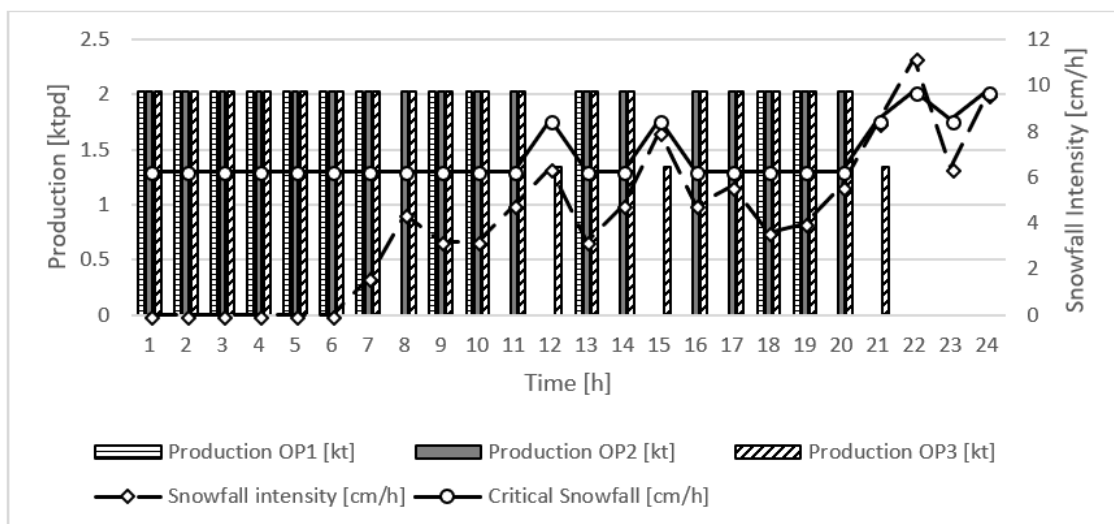 Production [ktpd]
2.5
2
1.5
1
0.5
0
12
10
8
6
4
2
0
Snowfall Intensity [cm/h]
1 2 3 4 5 6 7 8 9 10 11 12 13 14 15 16 17 18 19 20 21 22 23 24
Time [h]
Production OP1 [kt] Production OP2 [kt] Production OP3 [kt]
Snowfall intensity [cm/h] Critical Snowfall [cm/h]